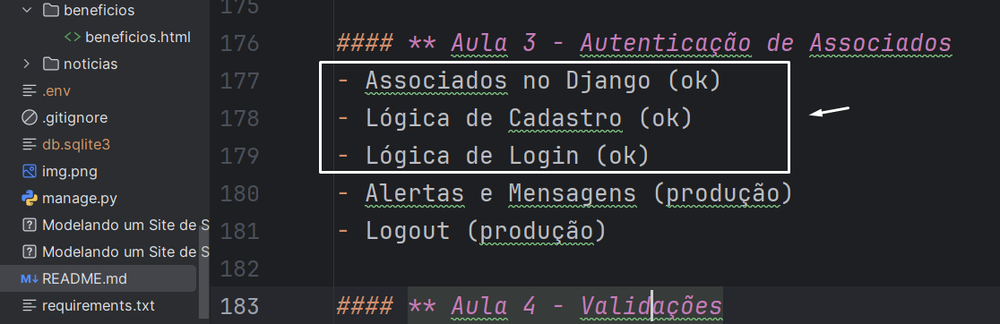 beneficios
beneficios.html
noticias
.env
.gitignore
db.sqlite3
img.png
manage.py
Modelando um Site de S
Modelando um Site de S
README.md
requirements.txt
175
176 #### ** Aula 3 - Autenticação de Associados
177 - Associados no Django (ok)
178 - Lógica de Cadastro (ok)
179 - Lógica de Login (ok)
180 - Alertas e Mensagens (produção)
181 - Logout (produção)
182
183 #### ** Aula 4 - Validações